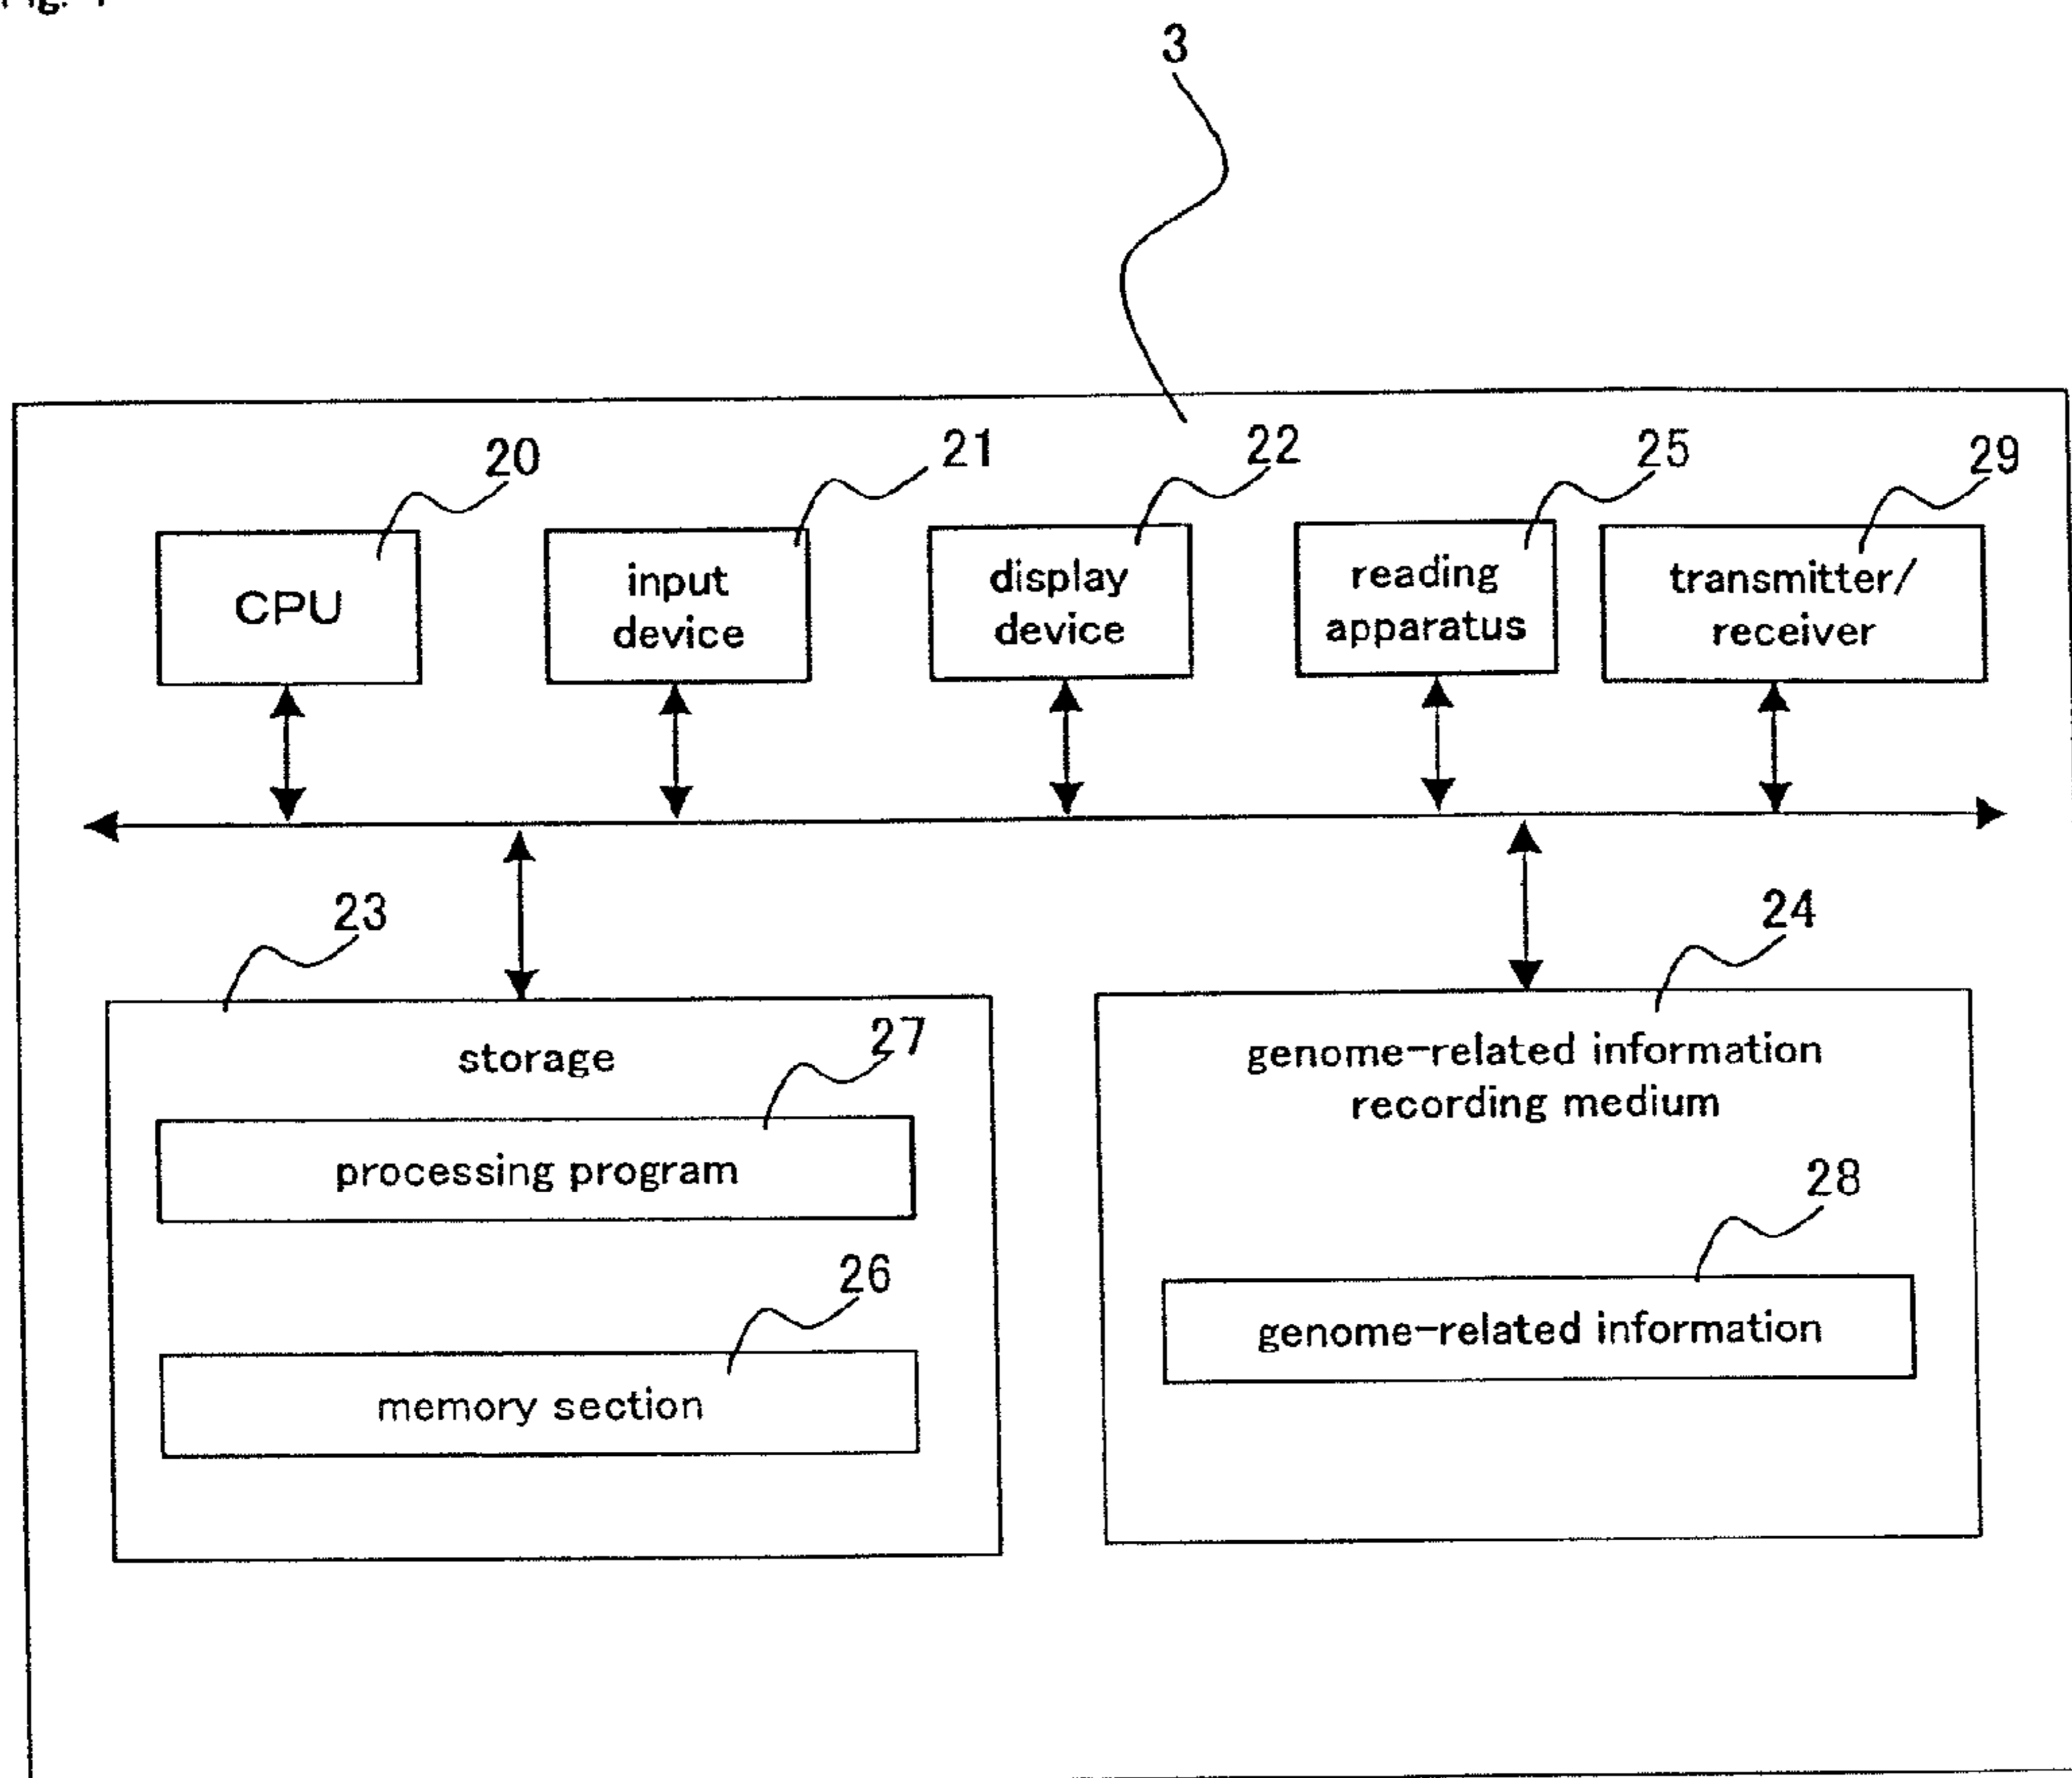 3
20
21
22
25
29
CPU
input
device
display
device
reading
apparatus
transmitter/
receiver
23
storage
27
processing program
26
memory section
24
genome-related information
recording medium
28
genome-related information